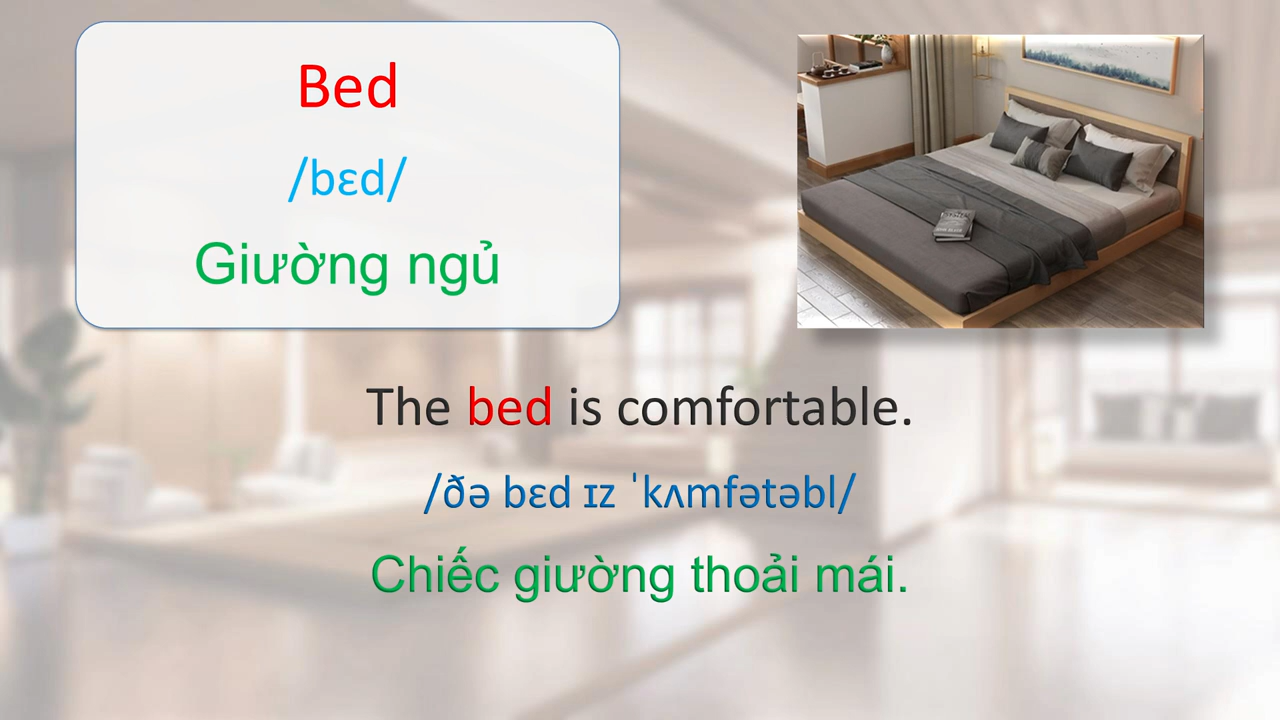 Bed
/bɛd/
Giường ngủ
The bed is comfortable.
/ðə bɛd ɪz ˈkʌmfətəbl/
Chiếc giường thoải mái.